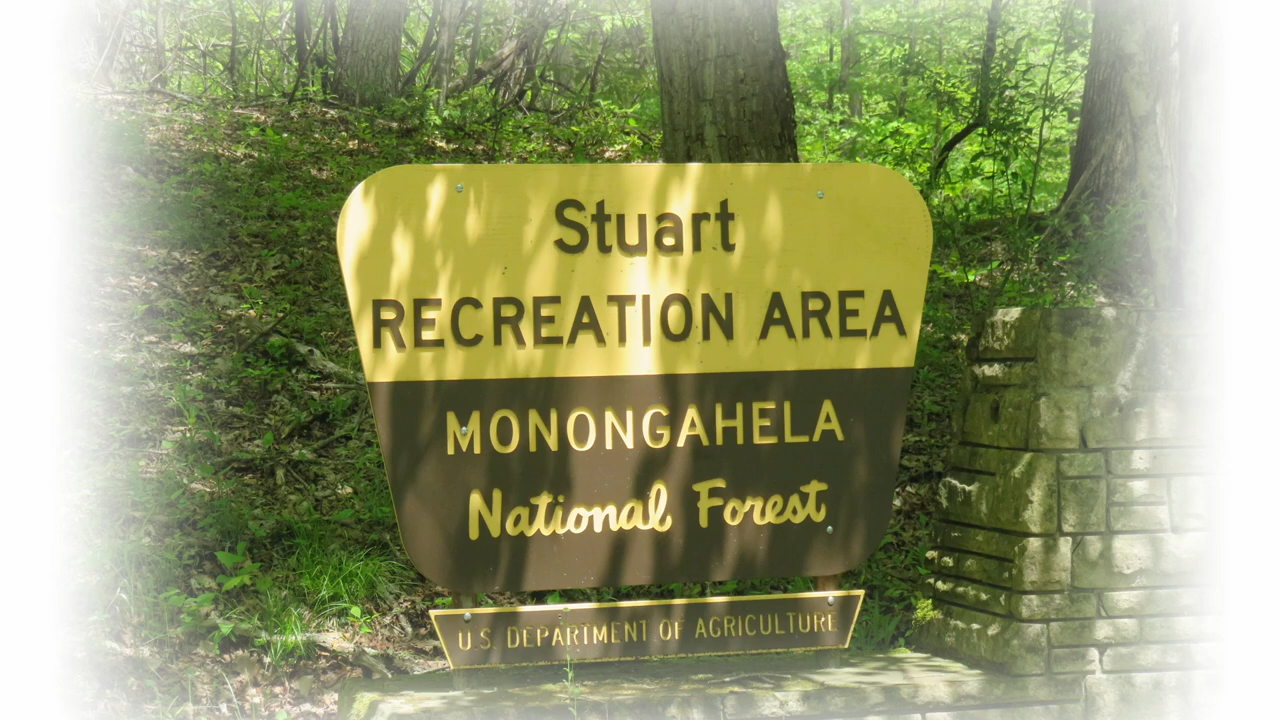 Stuart
RECREATION AREA
MONONGAHELA
National Forest
U.S. DEPARTMENT OF AGRICULTURE